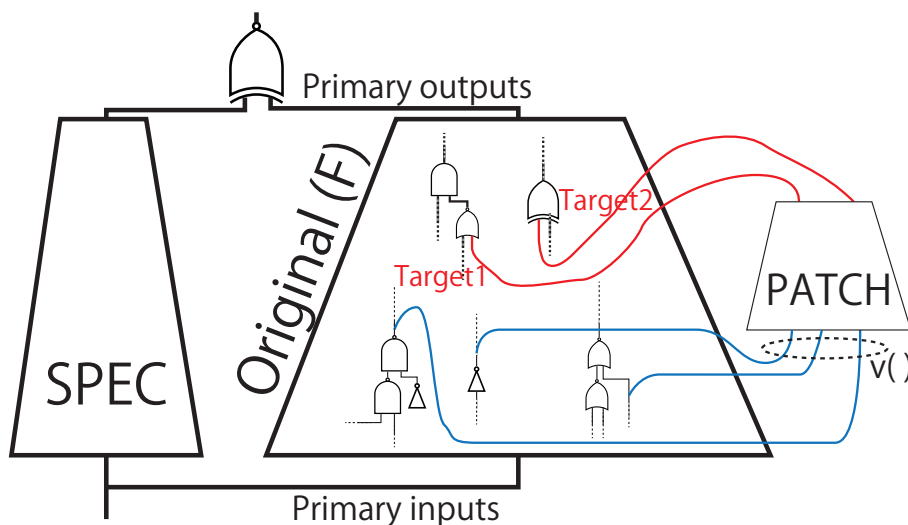 Primary outputs
Original (F)
Target2
Target1
PATCH
SPEC
v( )
Primary inputs